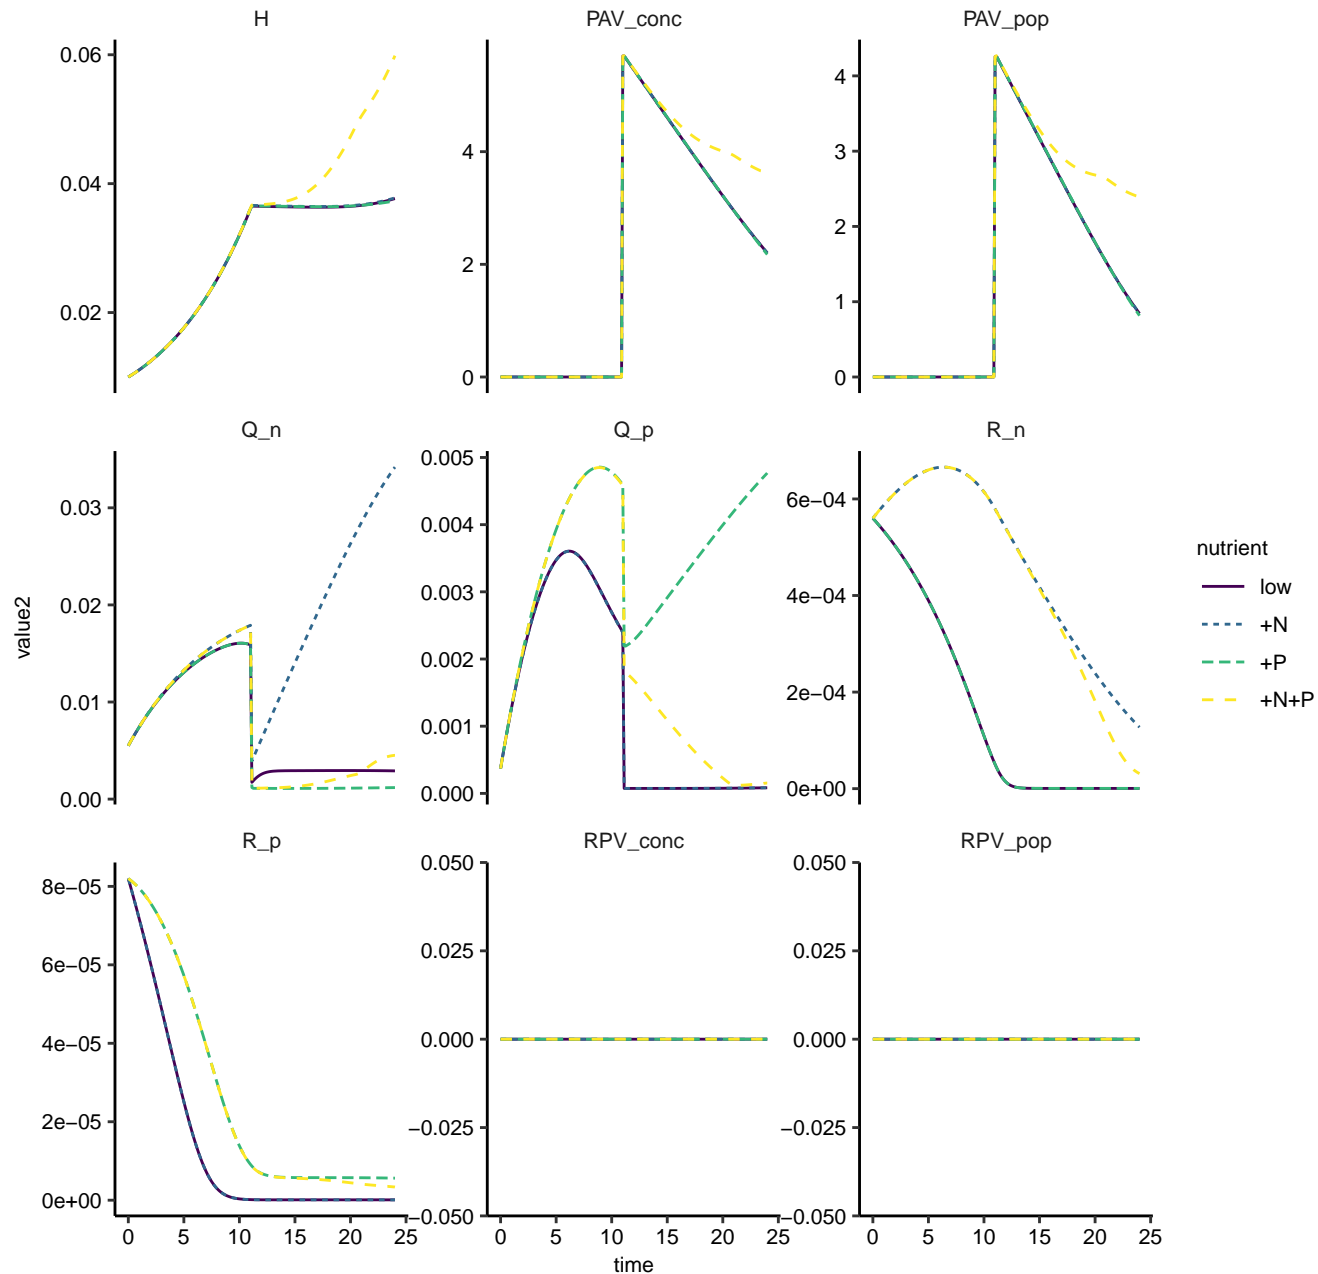 H
PAV_conc
PAV_pop
0.06
0.04
0.02
4
2
0
4
3
2
1
0
Q_n
Q_p
R_n
0.03
0.02
0.01
0.00
0.005
0.004
0.003
0.002
0.001
0.000
6e−04
4e−04
2e−04
0e+00
R_p
RPV_conc
RPV_pop
8e−05
6e−05
4e−05
2e−05
0e+00
0.050
0.025
0.000
−0.025
−0.050
0.050
0.025
0.000
−0.025
−0.050
0 5 10 15 20 25
0 5 10 15 20 25
0 5 10 15 20 25
time
value2
nutrient
low
+N
+P
+N+P